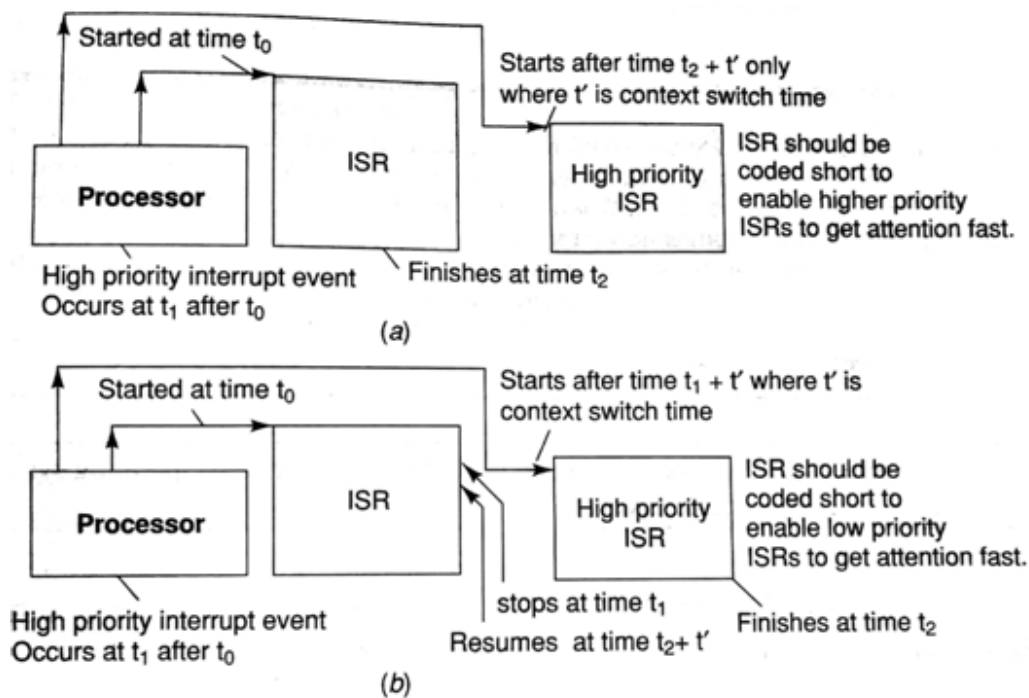 Started at time t₀
Starts after time t₂ + t′ only
where t′ is context switch time
Processor
ISR
High priority
ISR
ISR should be
coded short to
enable higher priority
ISRs to get attention fast.
High priority interrupt event
Occurs at t₁ after t₀
Finishes at time t₂
(a)
Started at time t₀
Starts after time t₁ + t′ where t′ is
context switch time
Processor
ISR
High priority
ISR
ISR should be
coded short to
enable low priority
ISRs to get attention fast.
High priority interrupt event
Occurs at t₁ after t₀
stops at time t₁
Resumes at time t₂+ t′
Finishes at time t₂
(b)